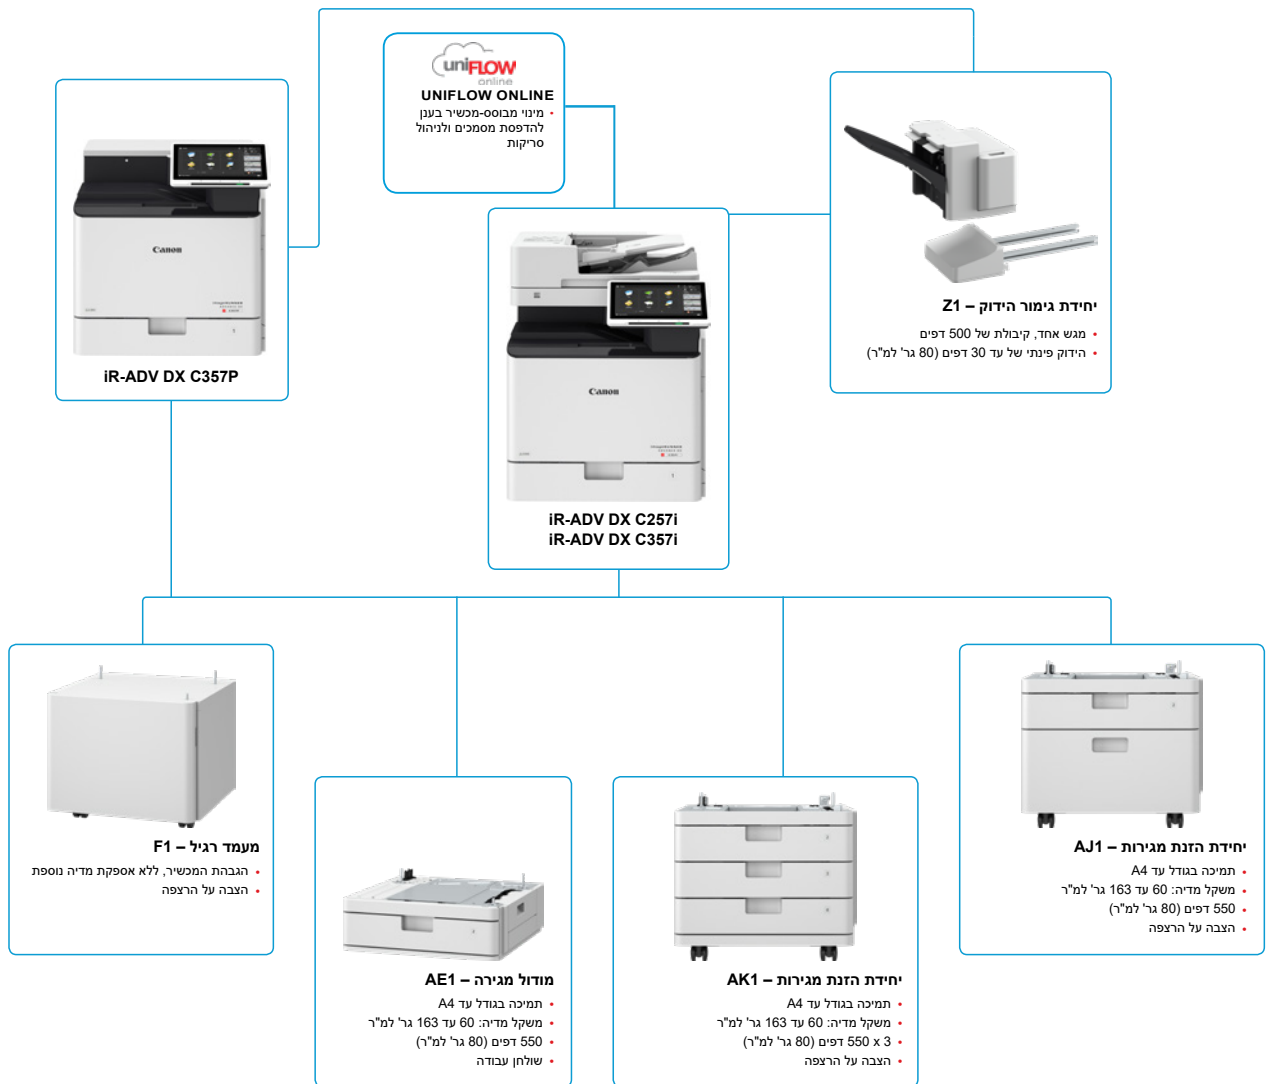 uniFLOW
online
UNIFLOW ONLINE
• מינוי מבוסס-מכשיר בענן
להדפסת מסמכים ולניהול
סריקות
Canon
iR-ADV DX C357P
Canon
iR-ADV DX C257i
iR-ADV DX C357i
יחידת גימור הידוק – Z1
• מגש אחד, קיבולת של 500 דפים
• הידוק פינתי של עד 30 דפים (80 גר' למ"ר)
מעמד רגיל – F1
• הגבהת המכשיר, ללא אספקת מדיה נוספת
• הצבה על הרצפה
מודול מגירה – AE1
• תמיכה בגודל עד A4
• משקל מדיה: 60 עד 163 גר' למ"ר
• 550 דפים (80 גר' למ"ר)
• שולחן עבודה
יחידת הזנת מגירות – AK1
• תמיכה בגודל עד A4
• משקל מדיה: 60 עד 163 גר' למ"ר
• 3 x 550 דפים (80 גר' למ"ר)
• הצבה על הרצפה
יחידת הזנת מגירות – AJ1
• תמיכה בגודל עד A4
• משקל מדיה: 60 עד 163 גר' למ"ר
• 550 דפים (80 גר' למ"ר)
• הצבה על הרצפה